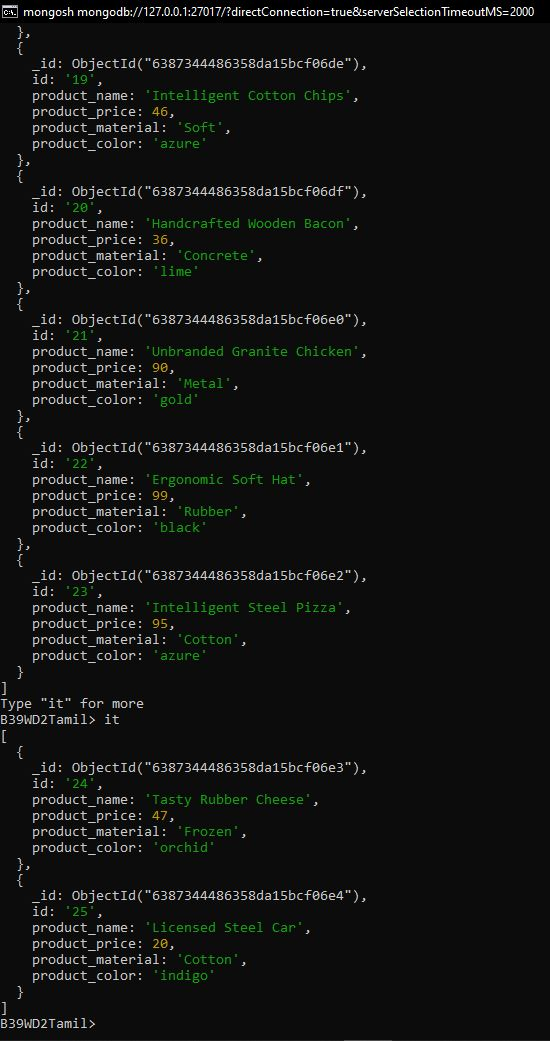 mongosh mongodb://127.0.0.1:27017/?directConnection=true&serverSelectionTimeoutMS=2000
},
{
_id: ObjectId("6387344486358da15bcf06de"),
id: '19',
product_name: 'Intelligent Cotton Chips',
product_price: 46,
product_material: 'Soft',
product_color: 'azure'
},
{
_id: ObjectId("6387344486358da15bcf06df"),
id: '20',
product_name: 'Handcrafted Wooden Bacon',
product_price: 36,
product_material: 'Concrete',
product_color: 'lime'
},
{
_id: ObjectId("6387344486358da15bcf06e0"),
id: '21',
product_name: 'Unbranded Granite Chicken',
product_price: 90,
product_material: 'Metal',
product_color: 'gold'
},
{
_id: ObjectId("6387344486358da15bcf06e1"),
id: '22',
product_name: 'Ergonomic Soft Hat',
product_price: 99,
product_material: 'Rubber',
product_color: 'black'
},
{
_id: ObjectId("6387344486358da15bcf06e2"),
id: '23',
product_name: 'Intelligent Steel Pizza',
product_price: 95,
product_material: 'Cotton',
product_color: 'azure'
}
]
Type "it" for more
B39WD2Tamil> it
[
{
_id: ObjectId("6387344486358da15bcf06e3"),
id: '24',
product_name: 'Tasty Rubber Cheese',
product_price: 47,
product_material: 'Frozen',
product_color: 'orchid'
},
{
_id: ObjectId("6387344486358da15bcf06e4"),
id: '25',
product_name: 'Licensed Steel Car',
product_price: 20,
product_material: 'Cotton',
product_color: 'indigo'
}
]
B39WD2Tamil>